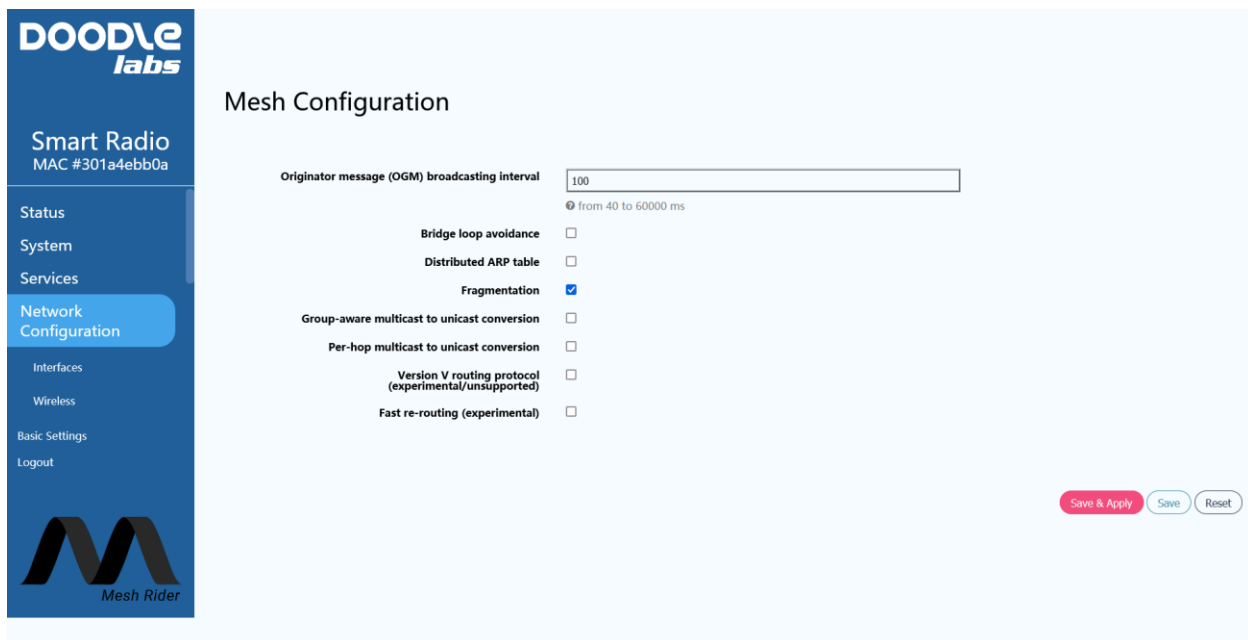 DOODLE
labs
Smart Radio
MAC #301a4ebb0a
Status
System
Services
Network
Configuration
Interfaces
Wireless
Basic Settings
Logout
Mesh Rider
Mesh Configuration
Originator message (OGM) broadcasting interval
100
from 40 to 60000 ms
Bridge loop avoidance
Distributed ARP table
Fragmentation
Group-aware multicast to unicast conversion
Per-hop multicast to unicast conversion
Version V routing protocol
(experimental/unsupported)
Fast re-routing (experimental)
Save & Apply
Save
Reset